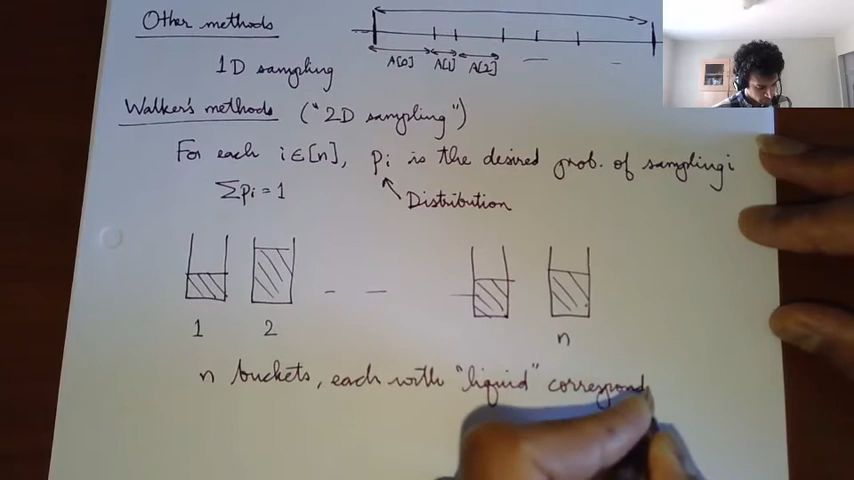 Other methods
A[0] A[1] A[2]
1D sampling
Walker's methods ("2D sampling")
For each i∈[n], pi is the desired prob. of sampling i
∑pi = 1
Distribution
1 2 n
n buckets, each with "liquid" correspond